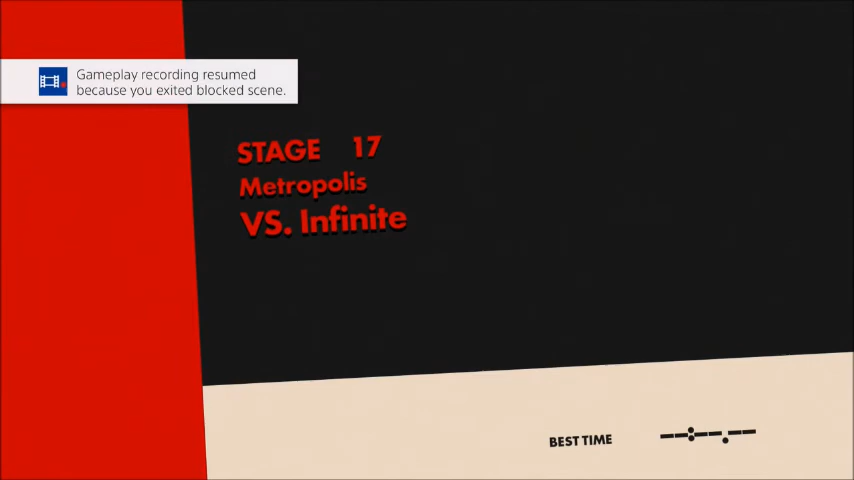 Gameplay recording resumed
because you exited blocked scene.
STAGE 17
Metropolis
VS. Infinite
BEST TIME --:--.--